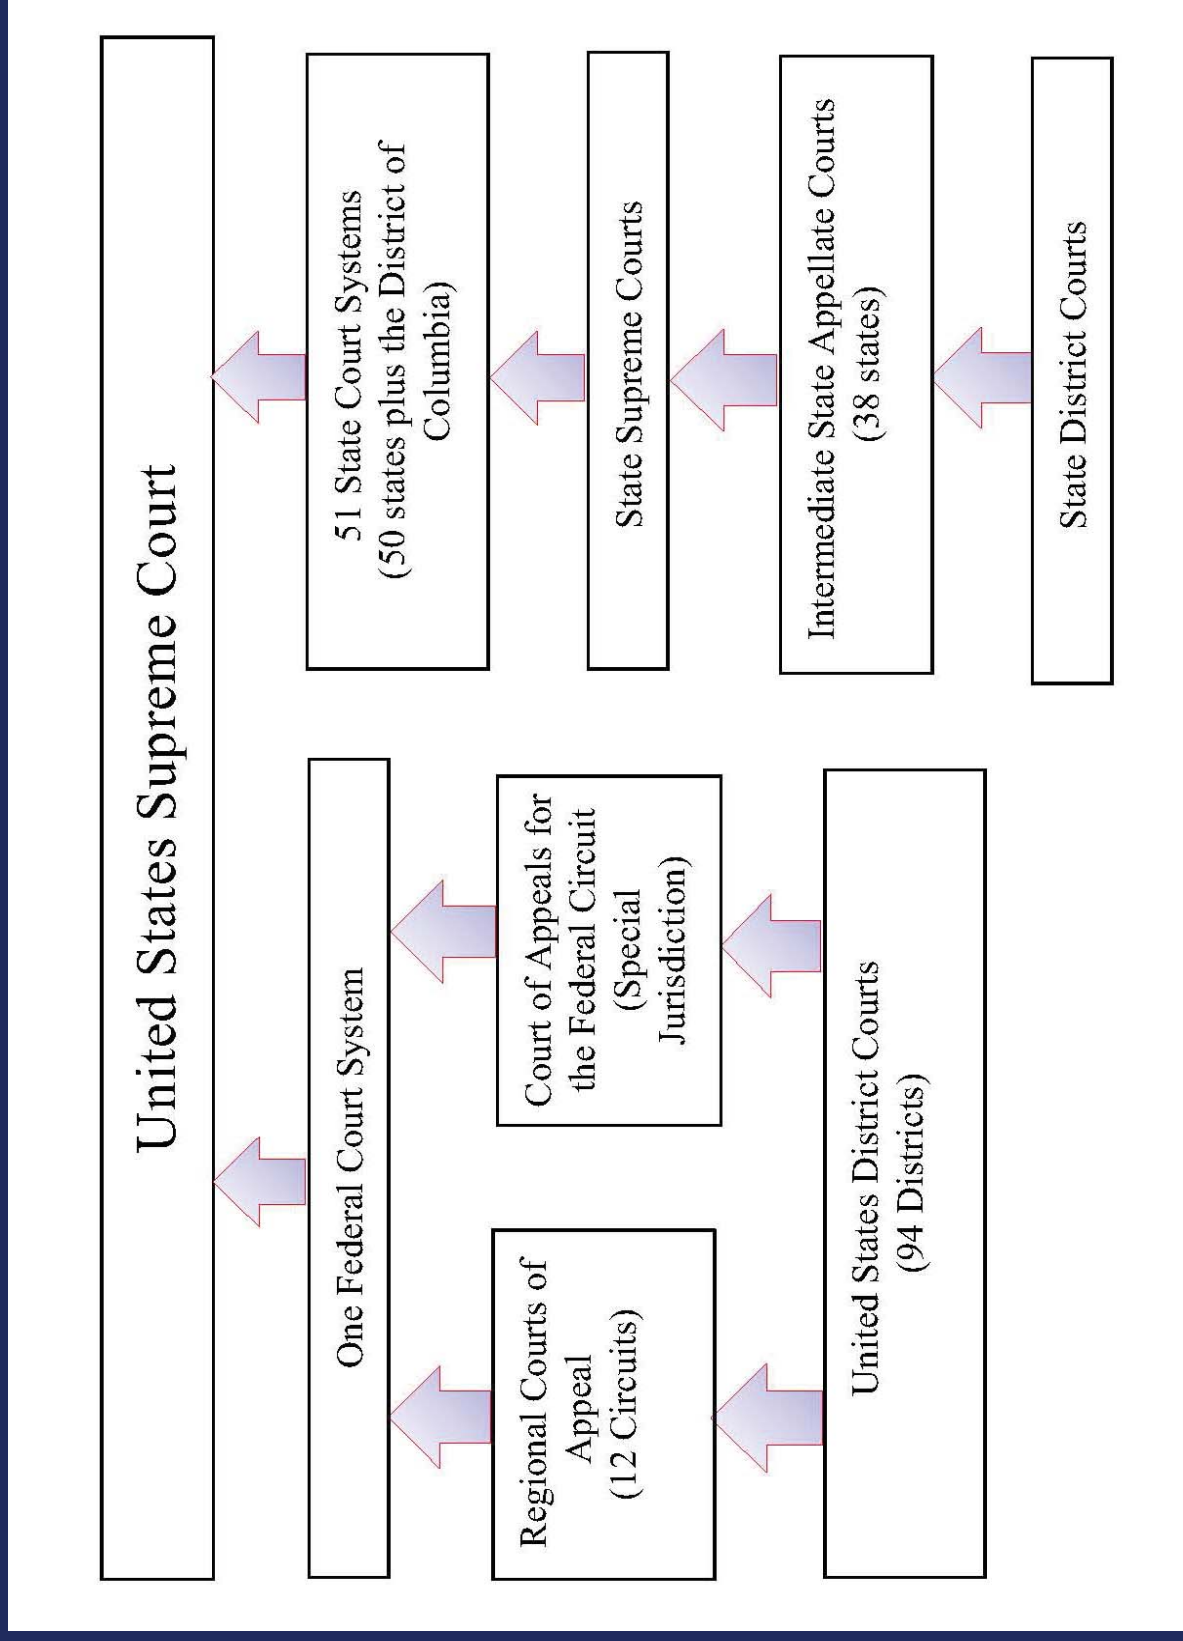 United States Supreme Court
One Federal Court System
51 State Court Systems
(50 states plus the District of
Columbia)
Regional Courts of
Appeal
(12 Circuits)
Court of Appeals for
the Federal Circuit
(Special
Jurisdiction)
State Supreme Courts
United States District Courts
(94 Districts)
Intermediate State Appellate Courts
(38 states)
State District Courts